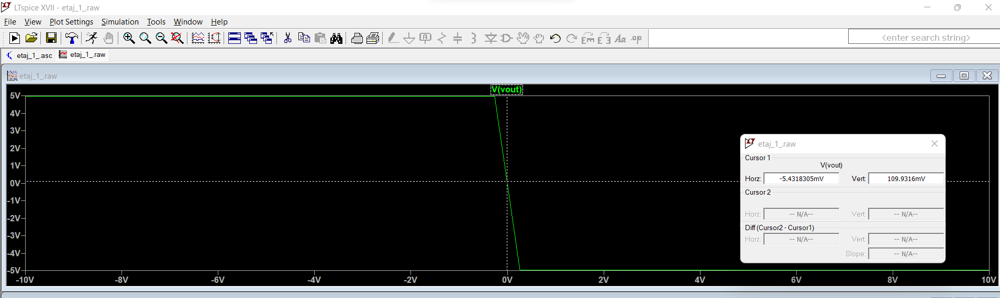 LTspice XVII - etaj_1_.raw
File View Plot Settings Simulation Tools Window Help
<enter search string>
etaj_1_.asc etaj_1_.raw
etaj_1_.raw
V(vout)
5V
4V
3V
2V
1V
0V
-1V
-2V
-3V
-4V
-5V
-10V -8V -6V -4V -2V 0V 2V 4V 6V 8V 10V
etaj_1_.raw
Cursor 1
V(vout)
Horz: -5.4318305mV Vert: 109.9316mV
Cursor 2
Horz: -- N/A-- Vert: -- N/A--
Diff (Cursor2 - Cursor1)
Horz: -- N/A-- Vert: -- N/A--
Slope: -- N/A--